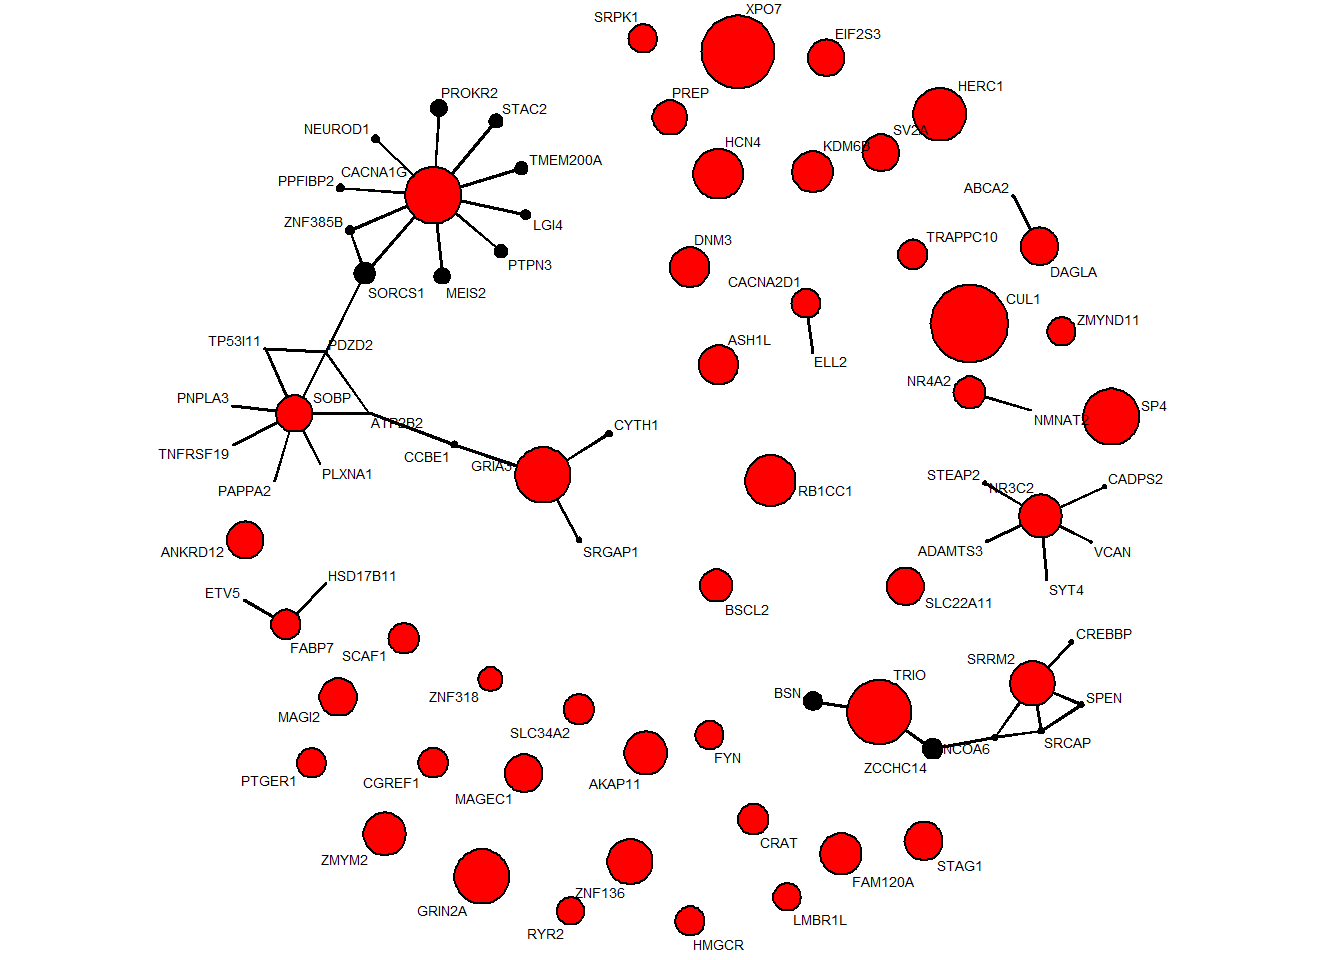 XPO7
SRPK1
EIF2S3
HERC1
PREP
PROKR2
STAC2
NEUROD1
SV2A
HCN4
KDM6B
TMEM200A
CACNA1G
PPFIBP2
ABCA2
ZNF385B
LGI4
TRAPPC10
DNM3
PTPN3
DAGLA
CACNA2D1
SORCS1
MEIS2
CUL1
ZMYND11
TP53I11
PDZD2
ASH1L
ELL2
NR4A2
PNPLA3
SOBP
SP4
NMNAT2
ATP2B2
CYTH1
TNFRSF19
CCBE1
GRIA3
PLXNA1
STEAP2
CADPS2
NR3C2
PAPPA2
RB1CC1
ANKRD12
SRGAP1
ADAMTS3
VCAN
HSD17B11
SYT4
ETV5
BSCL2
SLC22A11
CREBBP
FABP7
SCAF1
SRRM2
TRIO
BSN
ZNF318
SPEN
MAGI2
SLC34A2
SRCAP
NCOA6
FYN
ZCCHC14
PTGER1
CGREF1
AKAP11
MAGEC1
CRAT
ZMYM2
STAG1
FAM120A
ZNF136
GRIN2A
LMBR1L
RYR2
HMGCR